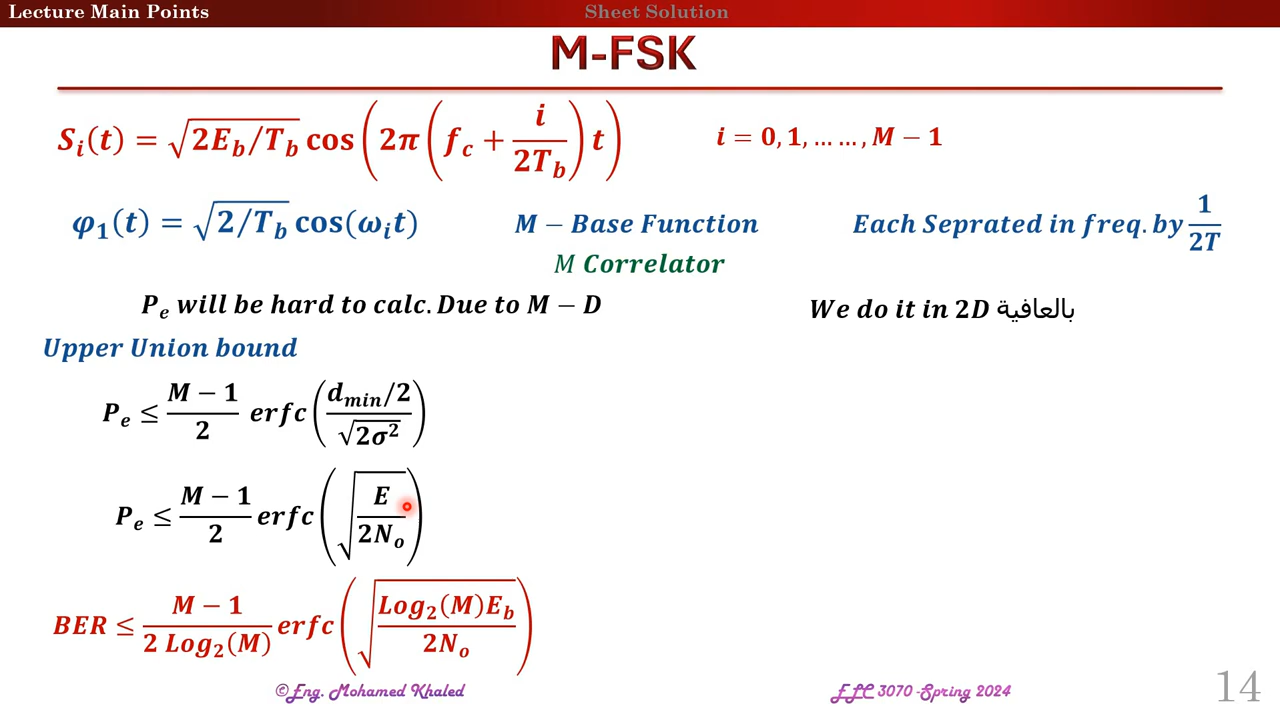 Lecture Main Points Sheet Solution
M-FSK
S_i(t) = √(2E_b/T_b) cos(2π(f_c + i/(2T_b))t) i = 0, 1, … …, M − 1
φ_1(t) = √(2/T_b) cos(ω_i t) M − Base Function Each Seprated in freq. by 1/(2T)
M Correlator
P_e will be hard to calc. Due to M − D We do it in 2D بالعافية
Upper Union bound
P_e ≤ (M − 1)/2 erfc((d_min/2)/√(2σ²))
P_e ≤ (M − 1)/2 erfc(√(E/(2N_o)))
BER ≤ (M − 1)/(2 Log_2(M)) erfc(√(Log_2(M)E_b/(2N_o)))
©Eng. Mohamed Khaled ELC 3070 -Spring 2024 14